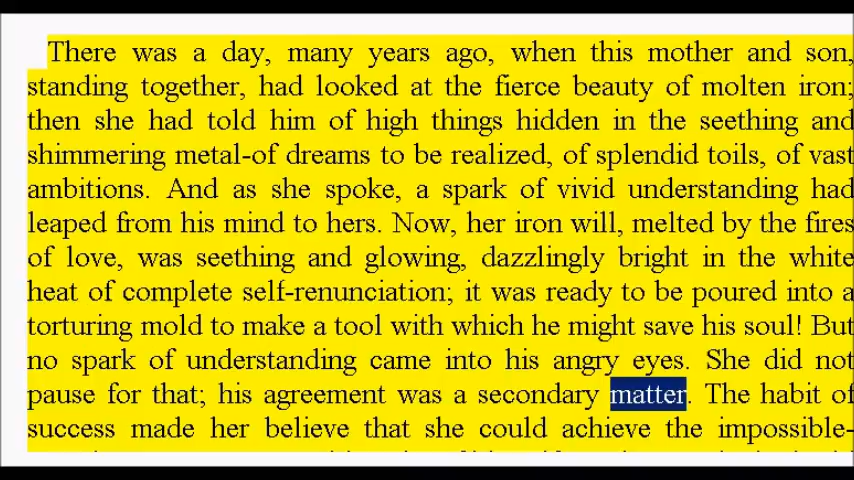 There was a day, many years ago, when this mother and son,
standing together, had looked at the fierce beauty of molten iron;
then she had told him of high things hidden in the seething and
shimmering metal-of dreams to be realized, of splendid toils, of vast
ambitions. And as she spoke, a spark of vivid understanding had
leaped from his mind to hers. Now, her iron will, melted by the fires
of love, was seething and glowing, dazzlingly bright in the white
heat of complete self-renunciation; it was ready to be poured into a
torturing mold to make a tool with which he might save his soul! But
no spark of understanding came into his angry eyes. She did not
pause for that; his agreement was a secondary matter. The habit of
success made her believe that she could achieve the impossible-